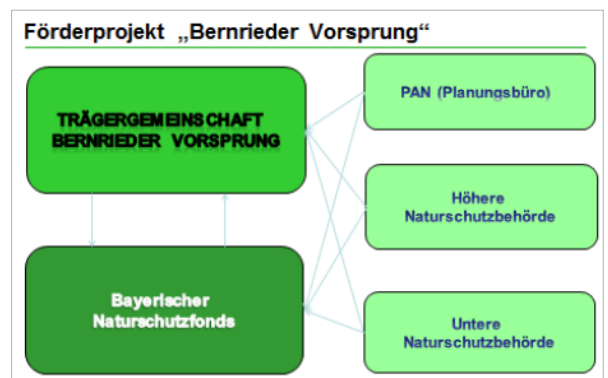 Förderprojekt „Bernrieder Vorsprung“
TRÄGERGEMEINSCHAFT
BERNRIEDER VORSPRUNG
PAN (Planungsbüro)
Höhere
Naturschutzbehörde
Bayerischer
Naturschutzfonds
Untere
Naturschutzbehörde